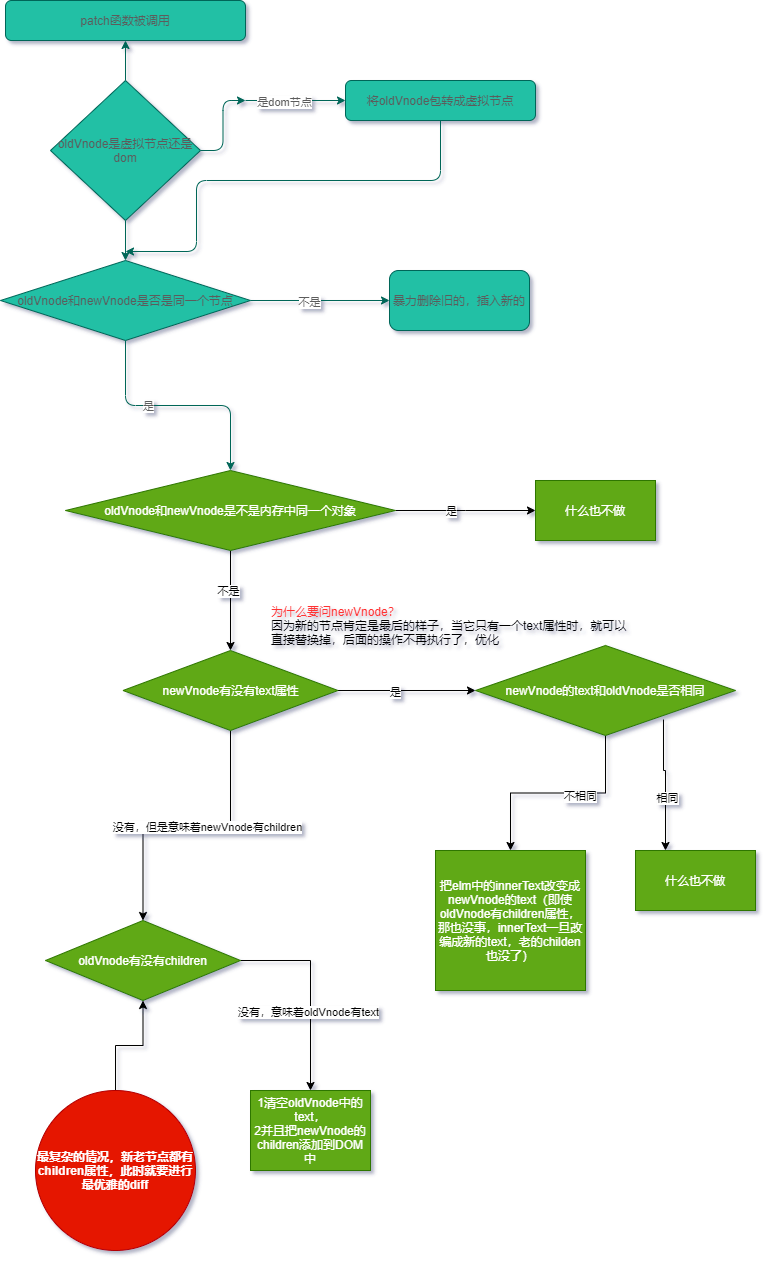 patch函数被调用
oldVnode是虚拟节点还是
dom
是dom节点
将oldVnode包转成虚拟节点
oldVnode和newVnode是否是同一个节点
不是
暴力删除旧的，插入新的
是
oldVnode和newVnode是不是内存中同一个对象
是
什么也不做
不是
为什么要问newVnode?
因为新的节点肯定是最后的样子，当它只有一个text属性时，就可以
直接替换掉，后面的操作不再执行了，优化
newVnode有没有text属性
是
newVnode的text和oldVnode是否相同
不相同
相同
没有，但是意味着newVnode有children
把elm中的innerText改变成
newVnode的text（即使
oldVnode有children属性，
那也没事，innerText一旦改
编成新的text，老的childen
也没了）
什么也不做
oldVnode有没有children
没有，意味着oldVnode有text
1清空oldVnode中的
text，
2并且把newVnode的
children添加到DOM
中
最复杂的情况，新老节点都有
children属性，此时就要进行
最优雅的diff